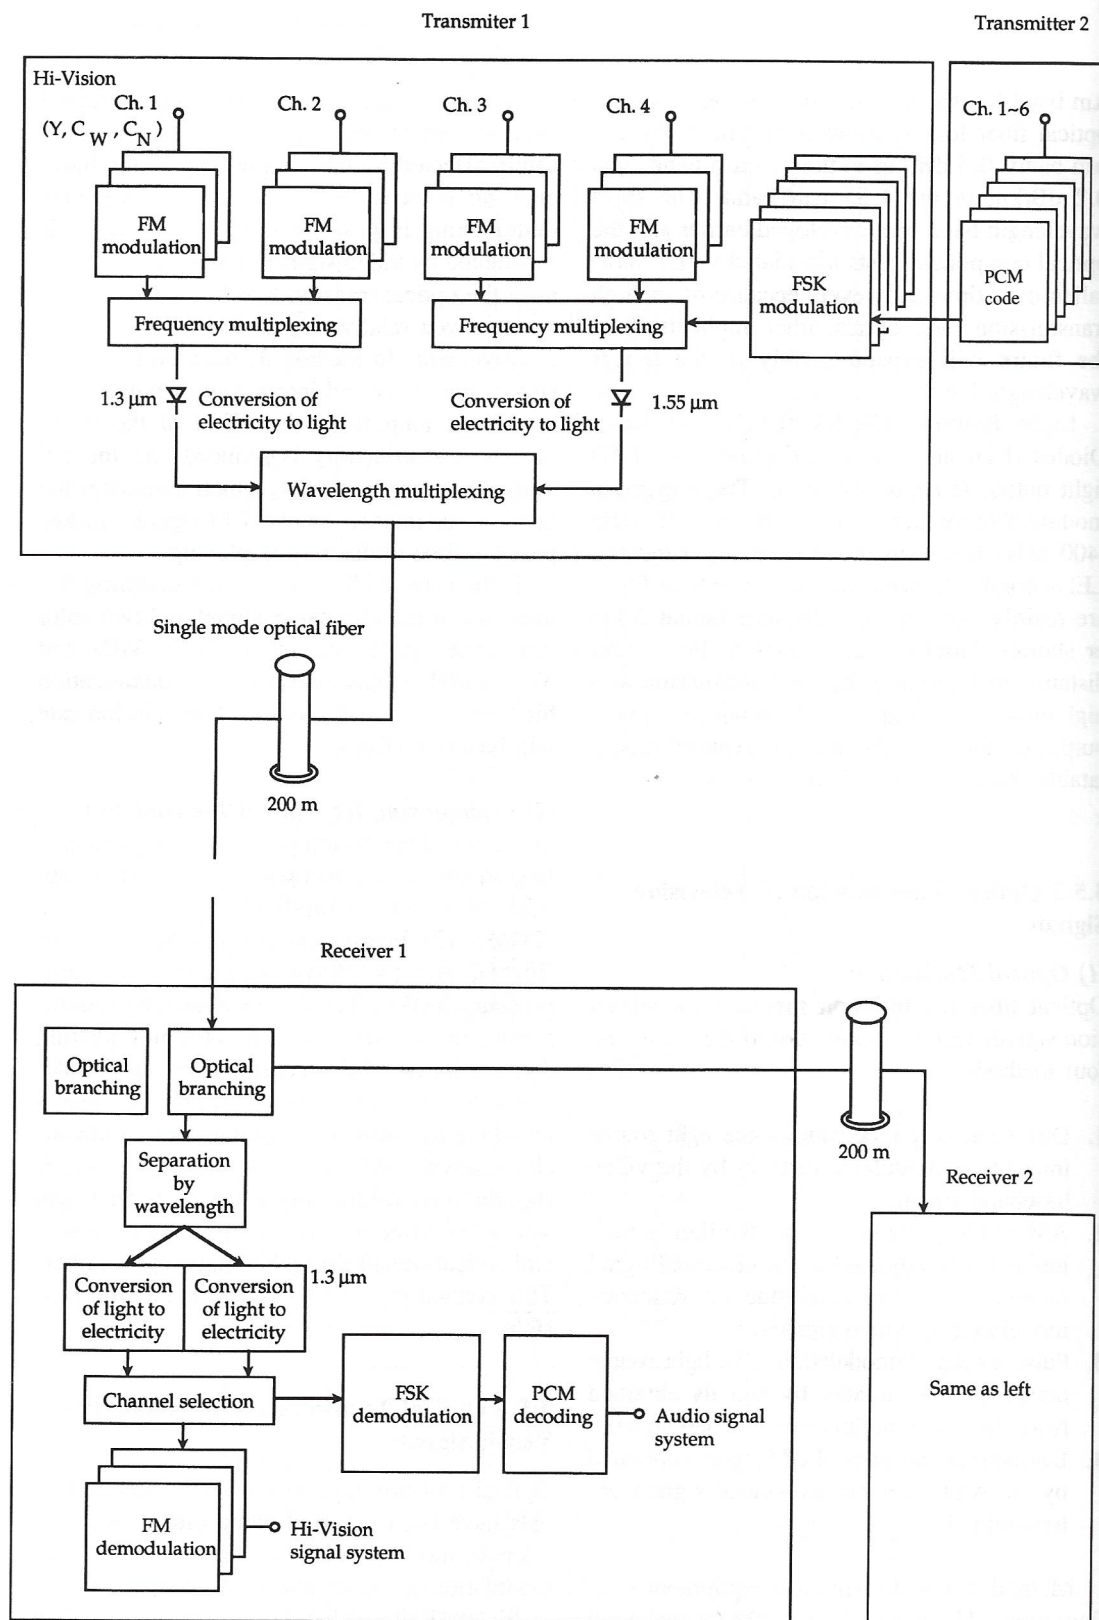 Transmiter 1
Transmitter 2
Hi-Vision
Ch. 1
(Y, C W , C N )
Ch. 2
Ch. 3
Ch. 4
Ch. 1~6
FM
modulation
FM
modulation
FM
modulation
FM
modulation
FSK
modulation
PCM
code
Frequency multiplexing
Frequency multiplexing
1.3 μm
Conversion of
electricity to light
Conversion of
electricity to light
1.55 μm
Wavelength multiplexing
Single mode optical fiber
200 m
Receiver 1
Optical
branching
Optical
branching
200 m
Receiver 2
Separation
by
wavelength
Conversion
of light to
electricity
Conversion
of light to
electricity
1.3 μm
Channel selection
FSK
demodulation
PCM
decoding
Audio signal
system
Same as left
FM
demodulation
Hi-Vision
signal system